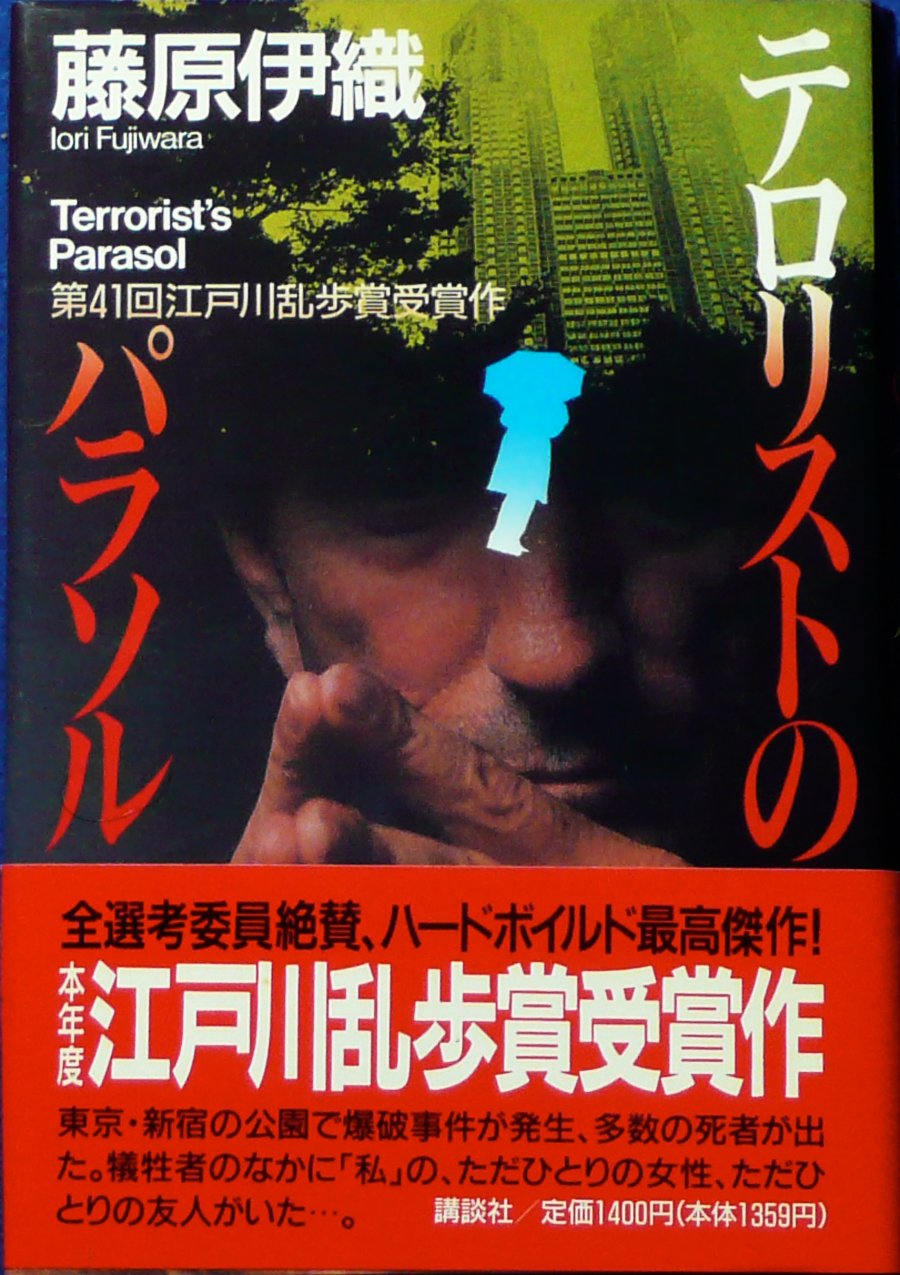 藤原伊織
Iori Fujiwara
Terrorist's
Parasol
第41回江戸川乱歩賞受賞作
テロリストの
パラソル
全選考委員絶賛、ハードボイルド最高傑作!
本年度
江戸川乱歩賞受賞作
東京・新宿の公園で爆破事件が発生、多数の死者が出
た。犠牲者のなかに「私」の、ただひとりの女性、ただひ
とりの友人がいた…。
講談社/定価1400円(本体1359円)